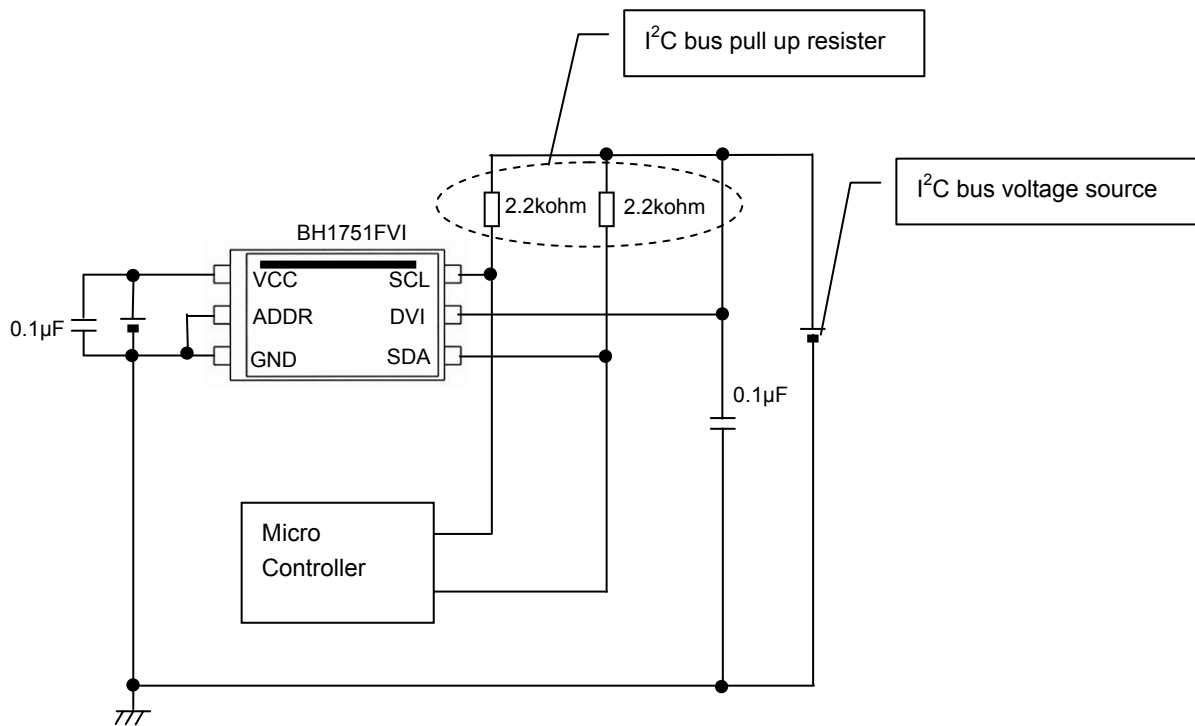 I²C bus pull up resister
I²C bus voltage source
2.2kohm
2.2kohm
BH1751FVI
VCC
SCL
0.1µF
ADDR
DVI
GND
SDA
0.1µF
Micro
Controller